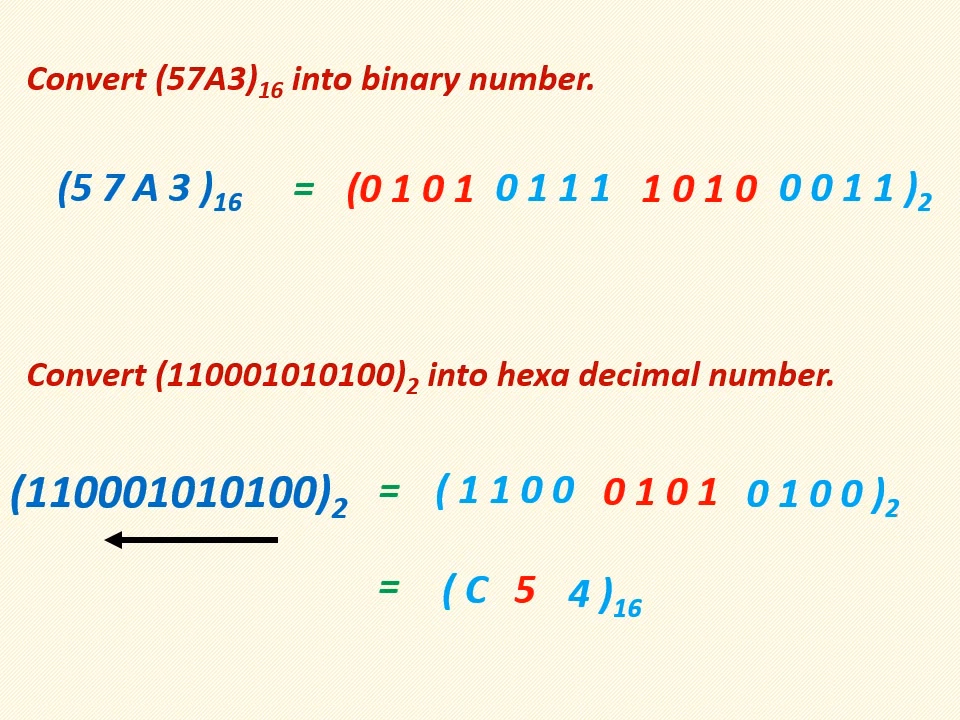 Convert (57A3)₁₆ into binary number.
(5 7 A 3 )₁₆ = (0 1 0 1 0 1 1 1 1 0 1 0 0 0 1 1 )₂
Convert (110001010100)₂ into hexa decimal number.
(110001010100)₂ = ( 1 1 0 0 0 1 0 1 0 1 0 0 )₂
= ( C 5 4 )₁₆